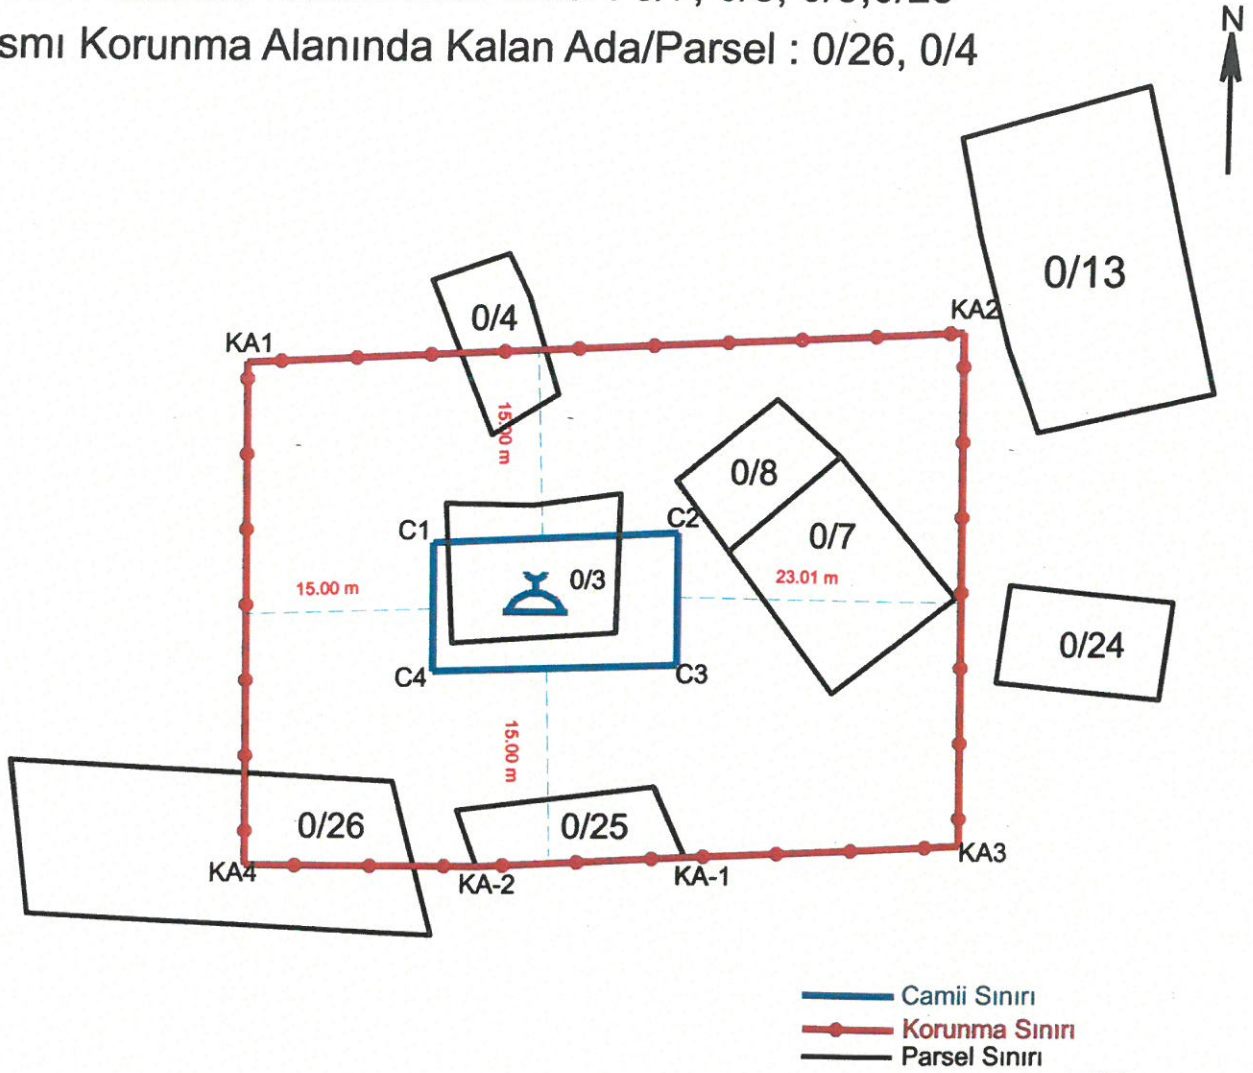 smı Korunma Alanında Kalan Ada/Parsel : 0/26, 0/4
N
0/13
KA2
0/4
KA1
15.00 m
0/8
C2
C1
0/7
0/3
23.01 m
15.00 m
0/24
C4
C3
15.00 m
0/26
0/25
KA4
KA-2
KA-1
KA3
Camii Sınırı
Korunma Sınırı
Parsel Sınırı